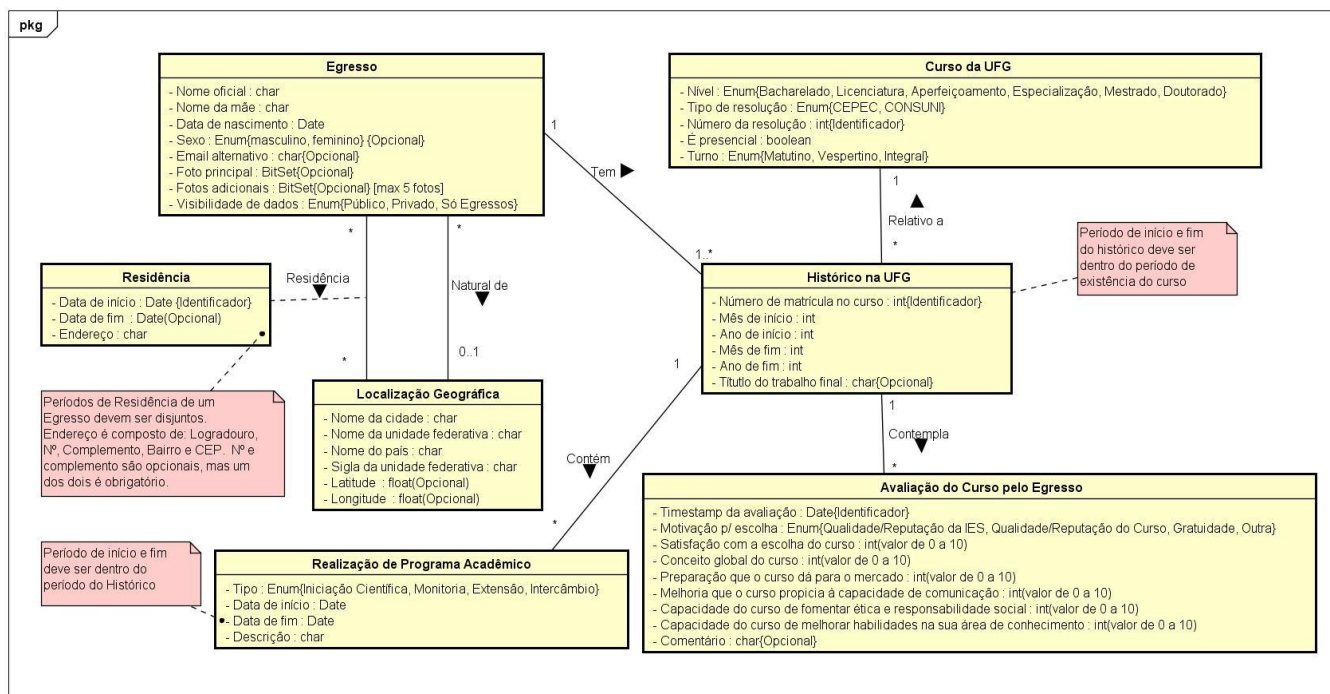 pkg
Egresso
- Nome oficial : char
- Nome da mãe : char
- Data de nascimento : Date
- Sexo : Enum{masculino, feminino} {Opcional}
- Email alternativo : char{Opcional}
- Foto principal : BitSet{Opcional}
- Fotos adicionais : BitSet{Opcional} [max 5 fotos]
- Visibilidade de dados : Enum{Público, Privado, Só Egressos}
Curso da UFG
- Nível : Enum{Bacharelado, Licenciatura, Aperfeiçoamento, Especialização, Mestrado, Doutorado}
- Tipo de resolução : Enum{CEPEC, CONSUNI}
- Número da resolução : int{Identificador}
- É presencial : boolean
- Turno : Enum{Matutino, Vespertino, Integral}
1
Tem
1..*
1
Relativo a
*
Período de início e fim
do histórico deve ser
dentro do período de
existência do curso
*
*
Residência
Natural de
*
0..1
Residência
- Data de início : Date {Identificador}
- Data de fim : Date(Opcional)
- Endereço : char
Histórico na UFG
- Número de matrícula no curso : int{Identificador}
- Mês de início : int
- Ano de início : int
- Mês de fim : int
- Ano de fim : int
- Títutlo do trabalho final : char{Opcional}
Períodos de Residência de um
Egresso devem ser disjuntos.
Endereço é composto de: Logradouro,
Nº, Complemento, Bairro e CEP. Nº e
complemento são opcionais, mas um
dos dois é obrigatório.
Localização Geográfica
- Nome da cidade : char
- Nome da unidade federativa : char
- Nome do país : char
- Sigla da unidade federativa : char
- Latitude : float(Opcional)
- Longitude : float(Opcional)
1
Contém
*
1
Contempla
*
Período de início e fim
deve ser dentro do
período do Histórico
Realização de Programa Acadêmico
- Tipo : Enum{Iniciação Científica, Monitoria, Extensão, Intercâmbio}
- Data de início : Date
- Data de fim : Date
- Descrição : char
Avaliação do Curso pelo Egresso
- Timestamp da avaliação : Date{Identificador}
- Motivação p/ escolha : Enum{Qualidade/Reputação da IES, Qualidade/Reputação do Curso, Gratuidade, Outra}
- Satisfação com a escolha do curso : int(valor de 0 a 10)
- Conceito global do curso : int(valor de 0 a 10)
- Preparação que o curso dá para o mercado : int(valor de 0 a 10)
- Melhoria que o curso propicia á capacidade de comunicação : int(valor de 0 a 10)
- Capacidade do curso de fomentar ética e responsabilidade social : int(valor de 0 a 10)
- Capacidade do curso de melhorar habilidades na sua área de conhecimento : int(valor de 0 a 10)
- Comentário : char{Opcional}